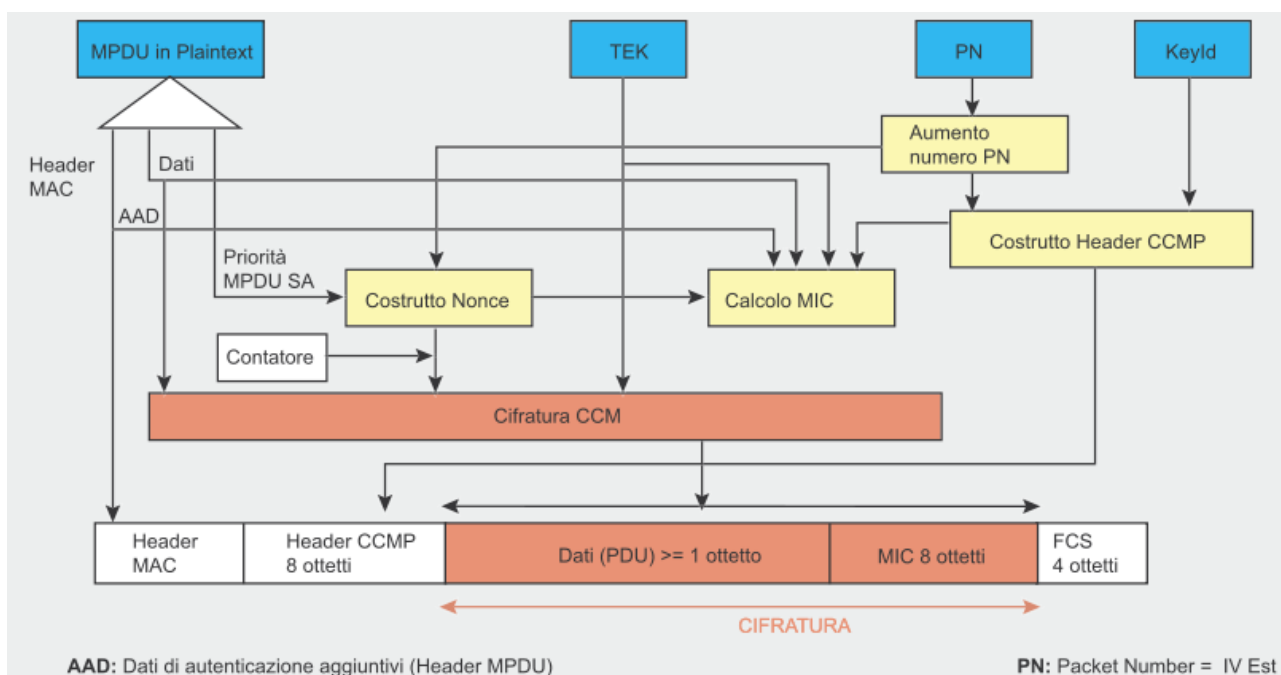 MPDU in Plaintext
TEK
PN
KeyId
Aumento
numero PN
Header
MAC
Dati
AAD
Costrutto Header CCMP
Priorità
MPDU SA
Costrutto Nonce
Calcolo MIC
Contatore
Cifratura CCM
Header
MAC
Header CCMP
8 ottetti
Dati (PDU) >= 1 ottetto
MIC 8 ottetti
FCS
4 ottetti
CIFRATURA
AAD: Dati di autenticazione aggiuntivi (Header MPDU)
PN: Packet Number = IV Est